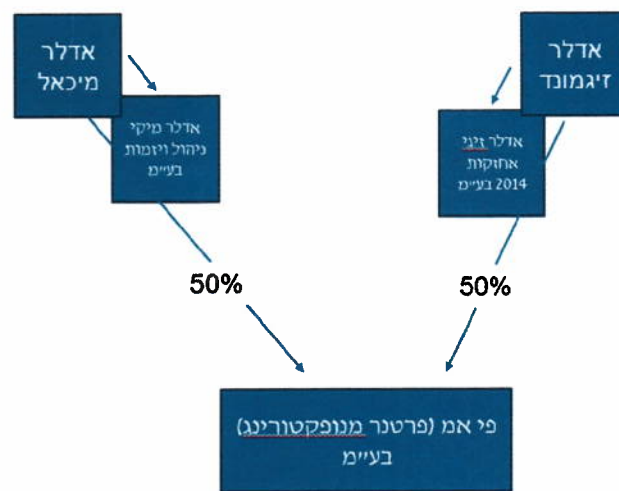 אדלר
זיגמונד
אדלר
מיכאל
אדלר זיגי
אחזקות
2014 בע״מ
אדלר מיקי
ניהול ויזמות
בע״מ
50%
50%
פי אמ (פרטנר מנופקטורינג)
בע״מ